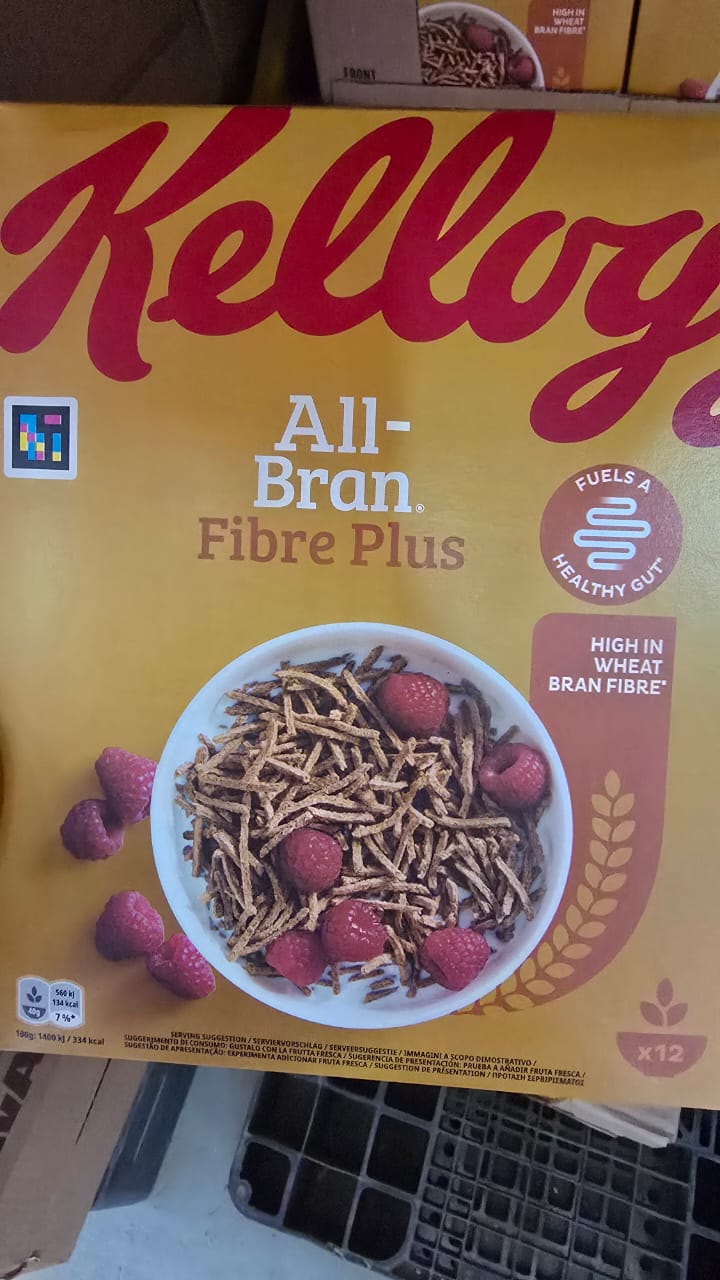 HIGH IN
WHEAT
BRAN FIBRE*
FRONT
Kellog
All-
Bran®
Fibre Plus
FUELS A
HEALTHY GUT*
HIGH IN
WHEAT
BRAN FIBRE*
40g
560 kJ
134 kcal
7 %*
100g: 1400 kJ / 334 kcal
SERVING SUGGESTION / SERVIERVORSCHLAG / SERVEERSUGGESTIE / IMMAGINI A SCOPO DIMOSTRATIVO /
SUGGERIMENTO DI CONSUMO: GUSTALO CON LA FRUTTA FRESCA / SUGERENCIA DE PRESENTACIÓN: PRUEBA A AÑADIR FRUTA FRESCA /
SUGESTÃO DE APRESENTAÇÃO: EXPERIMENTA ADICIONAR FRUTA FRESCA / SUGGESTION DE PRÉSENTATION / ΠΡΟΤΑΣΗ ΣΕΡΒΙΡΙΣΜΑΤΟΣ
x12